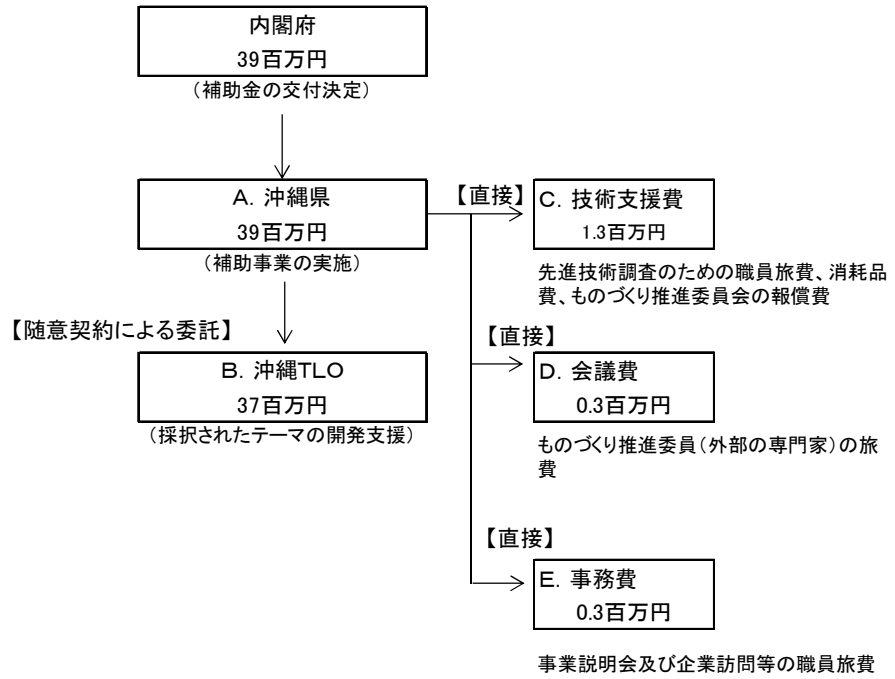 内閣府
39百万円
（補助金の交付決定）
A. 沖縄県
39百万円
（補助事業の実施）
【直接】
C. 技術支援費
1.3百万円
先進技術調査のための職員旅費、消耗品
費、ものづくり推進委員会の報償費
【随意契約による委託】
B. 沖縄TLO
37百万円
（採択されたテーマの開発支援）
【直接】
D. 会議費
0.3百万円
ものづくり推進委員（外部の専門家）の旅
費
【直接】
E. 事務費
0.3百万円
事業説明会及び企業訪問等の職員旅費